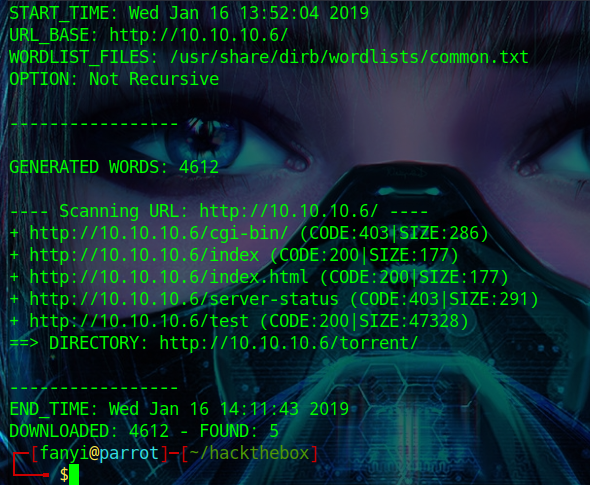 START_TIME: Wed Jan 16 13:52:04 2019
URL_BASE: http://10.10.10.6/
WORDLIST_FILES: /usr/share/dirb/wordlists/common.txt
OPTION: Not Recursive
-----------------
GENERATED WORDS: 4612
---- Scanning URL: http://10.10.10.6/ ----
+ http://10.10.10.6/cgi-bin/ (CODE:403|SIZE:286)
+ http://10.10.10.6/index (CODE:200|SIZE:177)
+ http://10.10.10.6/index.html (CODE:200|SIZE:177)
+ http://10.10.10.6/server-status (CODE:403|SIZE:291)
+ http://10.10.10.6/test (CODE:200|SIZE:47328)
==> DIRECTORY: http://10.10.10.6/torrent/
-----------------
END_TIME: Wed Jan 16 14:11:43 2019
DOWNLOADED: 4612 - FOUND: 5
┌─[fanyi@parrot]─[~/hackthebox]
└──╼ $